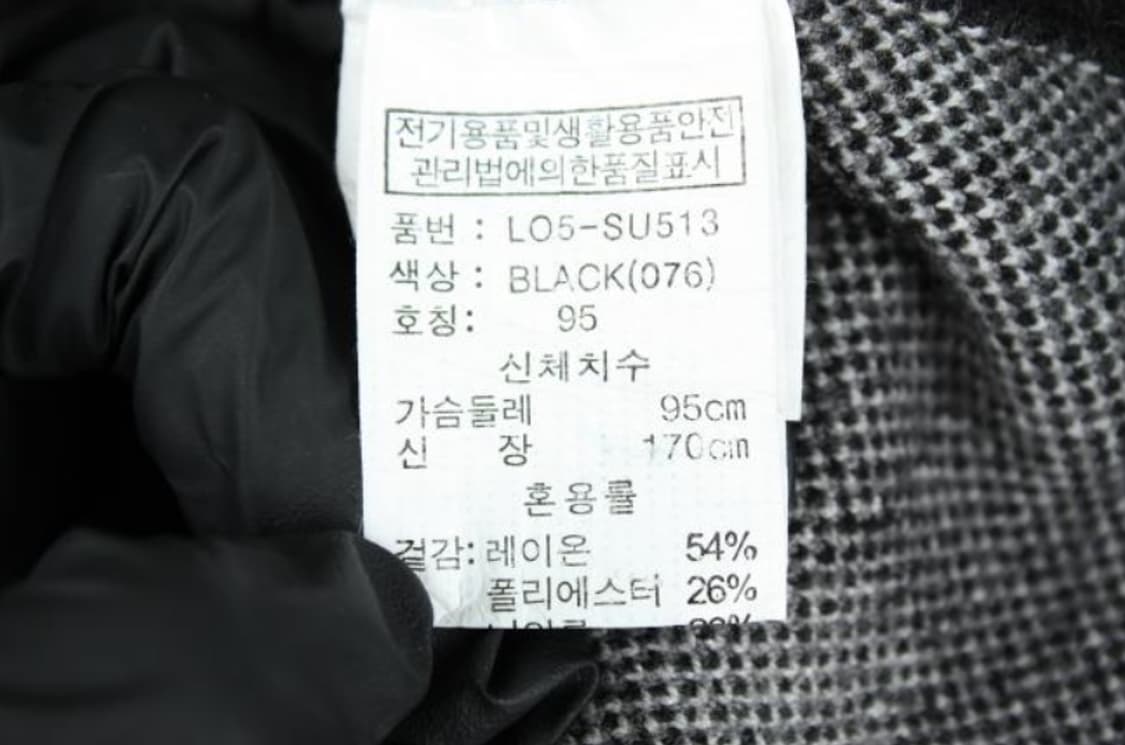 전기용품및생활용품안전
관리법에의한품질표시
품번 : LO5-SU513
색상 : BLACK(076)
호칭: 95
신체치수
가슴둘레 95cm
신 장 170cm
혼용률
겉감: 레이온 54%
폴리에스터 26%